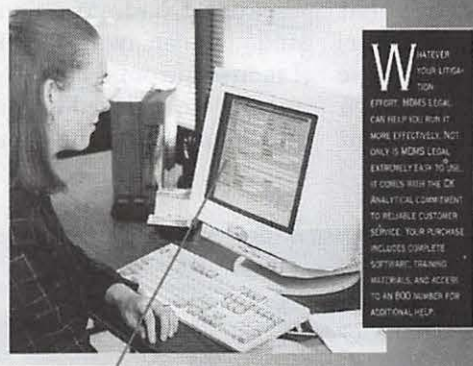 WHATEVER
YOUR LITIGA-
TION
EFFORT, MDMS LEGAL
CAN HELP YOU RUN IT
MORE EFFECTIVELY. NOT
ONLY IS MDMS LEGAL
EXTREMELY EASY TO USE,
IT COMES WITH THE CK
ANALYTICAL COMMITMENT
TO RELIABLE CUSTOMER
SERVICE. YOUR PURCHASE
INCLUDES COMPLETE
SOFTWARE, TRAINING
MATERIALS, AND ACCESS
TO AN 800 NUMBER FOR
ADDITIONAL HELP.